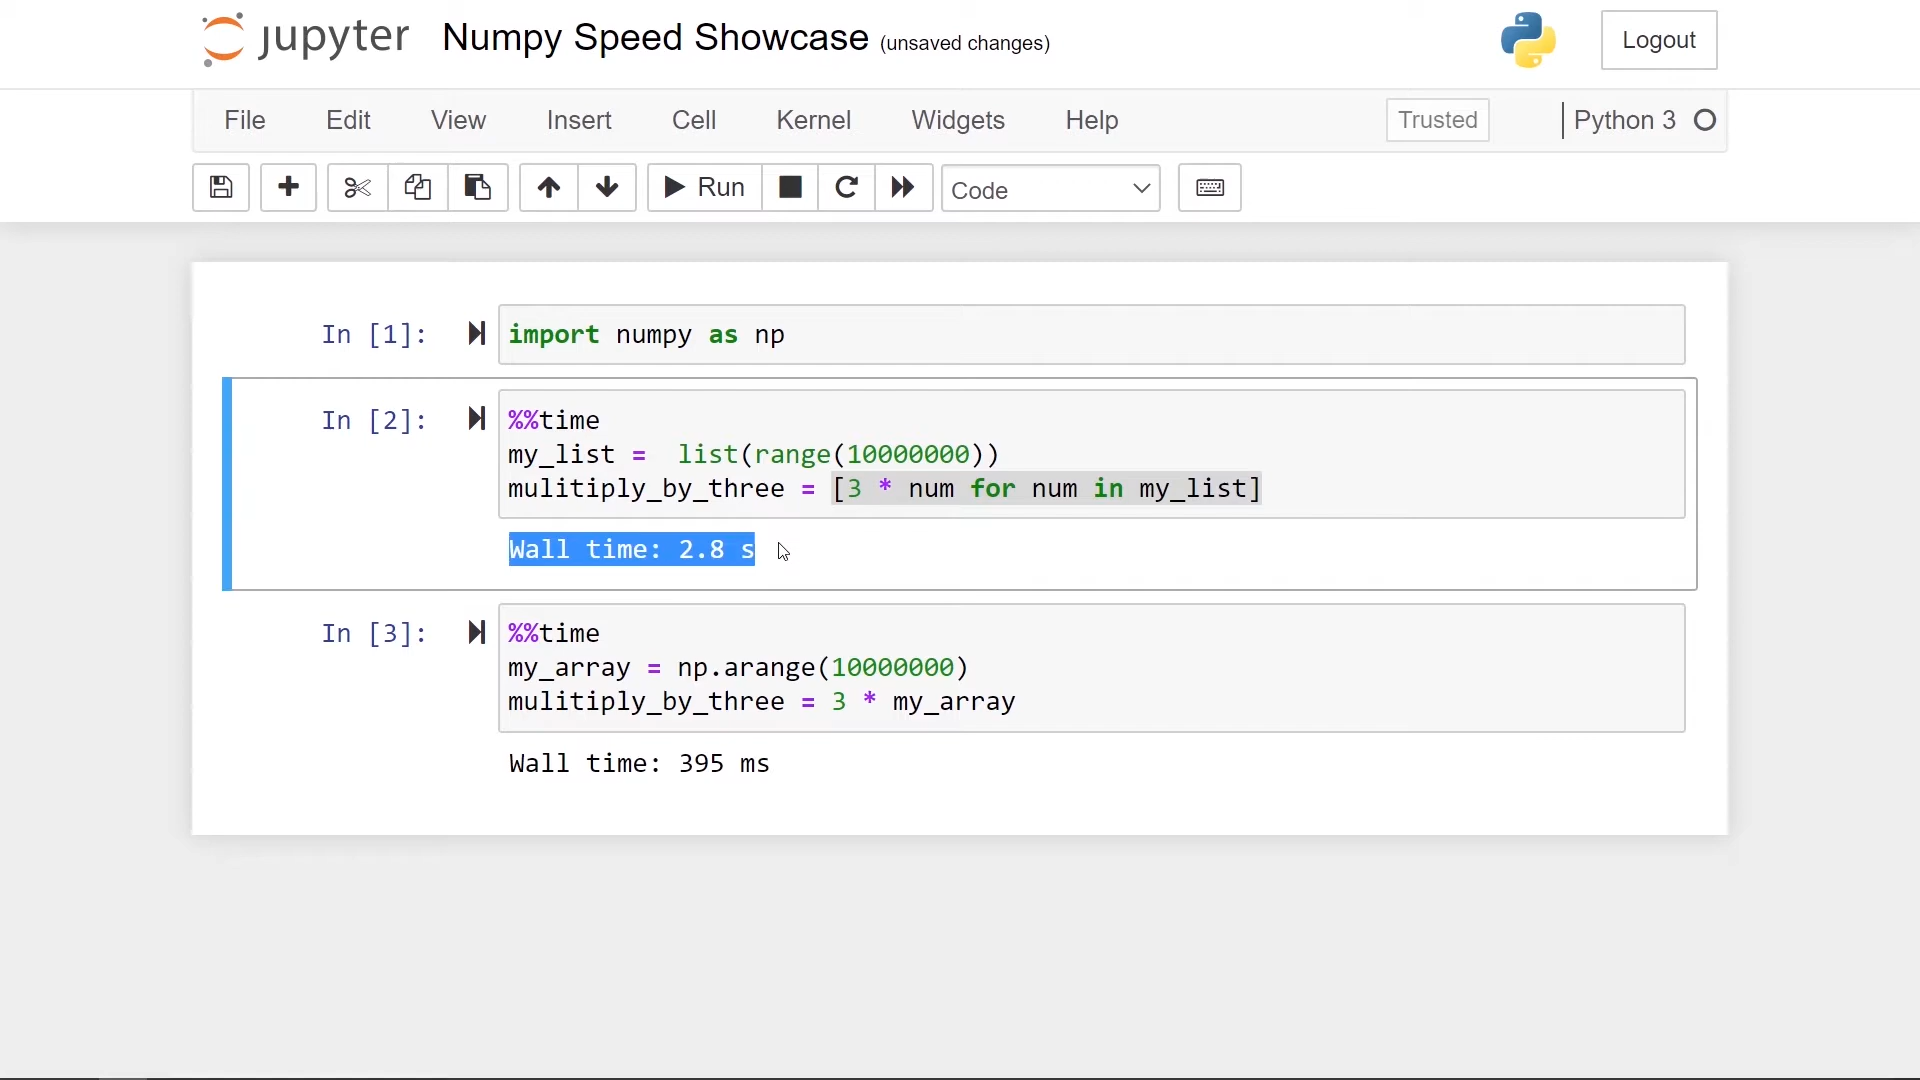 jupyter Numpy Speed Showcase (unsaved changes) Logout
File Edit View Insert Cell Kernel Widgets Help Trusted Python 3
Run Code
In [1]: import numpy as np
In [2]: %%time
my_list =  list(range(10000000))
mulitiply_by_three = [3 * num for num in my_list]
Wall time: 2.8 s
In [3]: %%time
my_array = np.arange(10000000)
mulitiply_by_three = 3 * my_array
Wall time: 395 ms